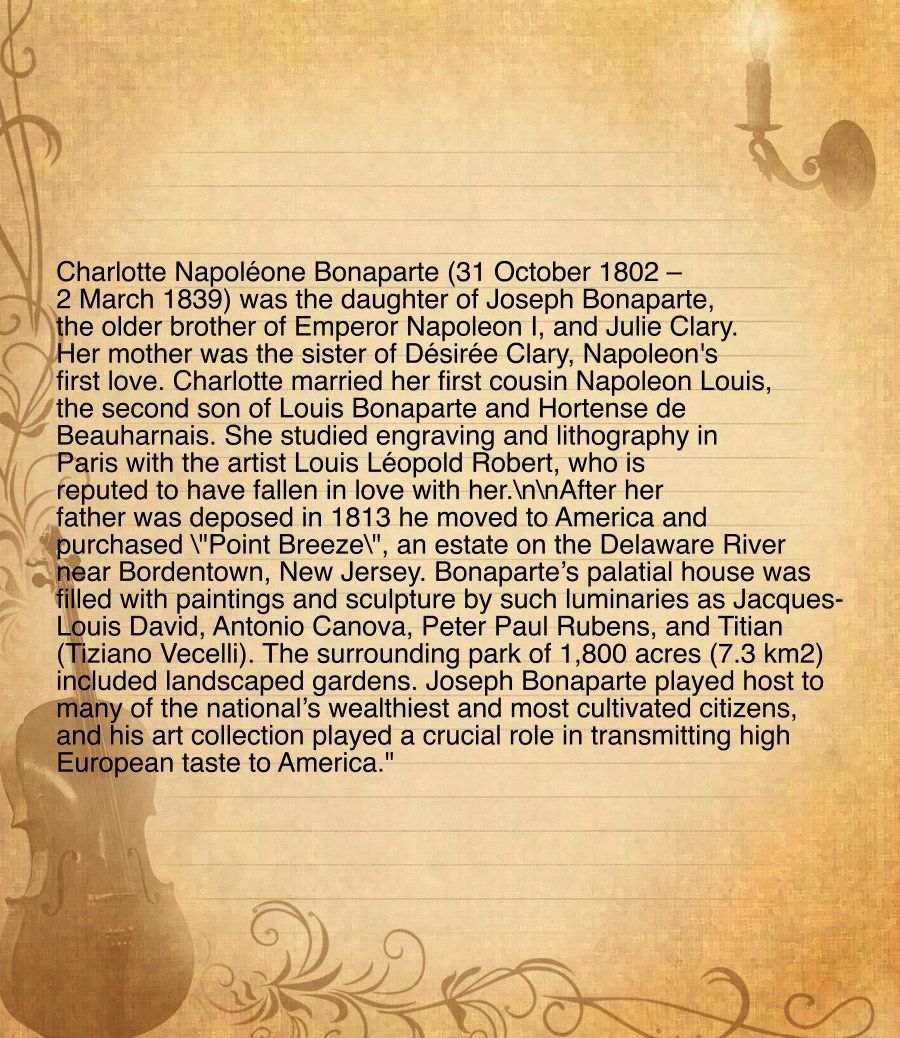 Charlotte Napoléone Bonaparte (31 October 1802 –
2 March 1839) was the daughter of Joseph Bonaparte,
the older brother of Emperor Napoleon I, and Julie Clary.
Her mother was the sister of Désirée Clary, Napoleon's
first love. Charlotte married her first cousin Napoleon Louis,
the second son of Louis Bonaparte and Hortense de
Beauharnais. She studied engraving and lithography in
Paris with the artist Louis Léopold Robert, who is
reputed to have fallen in love with her.\n\nAfter her
father was deposed in 1813 he moved to America and
purchased \"Point Breeze\", an estate on the Delaware River
near Bordentown, New Jersey. Bonaparte’s palatial house was
filled with paintings and sculpture by such luminaries as Jacques-
Louis David, Antonio Canova, Peter Paul Rubens, and Titian
(Tiziano Vecelli). The surrounding park of 1,800 acres (7.3 km2)
included landscaped gardens. Joseph Bonaparte played host to
many of the national’s wealthiest and most cultivated citizens,
and his art collection played a crucial role in transmitting high
European taste to America."